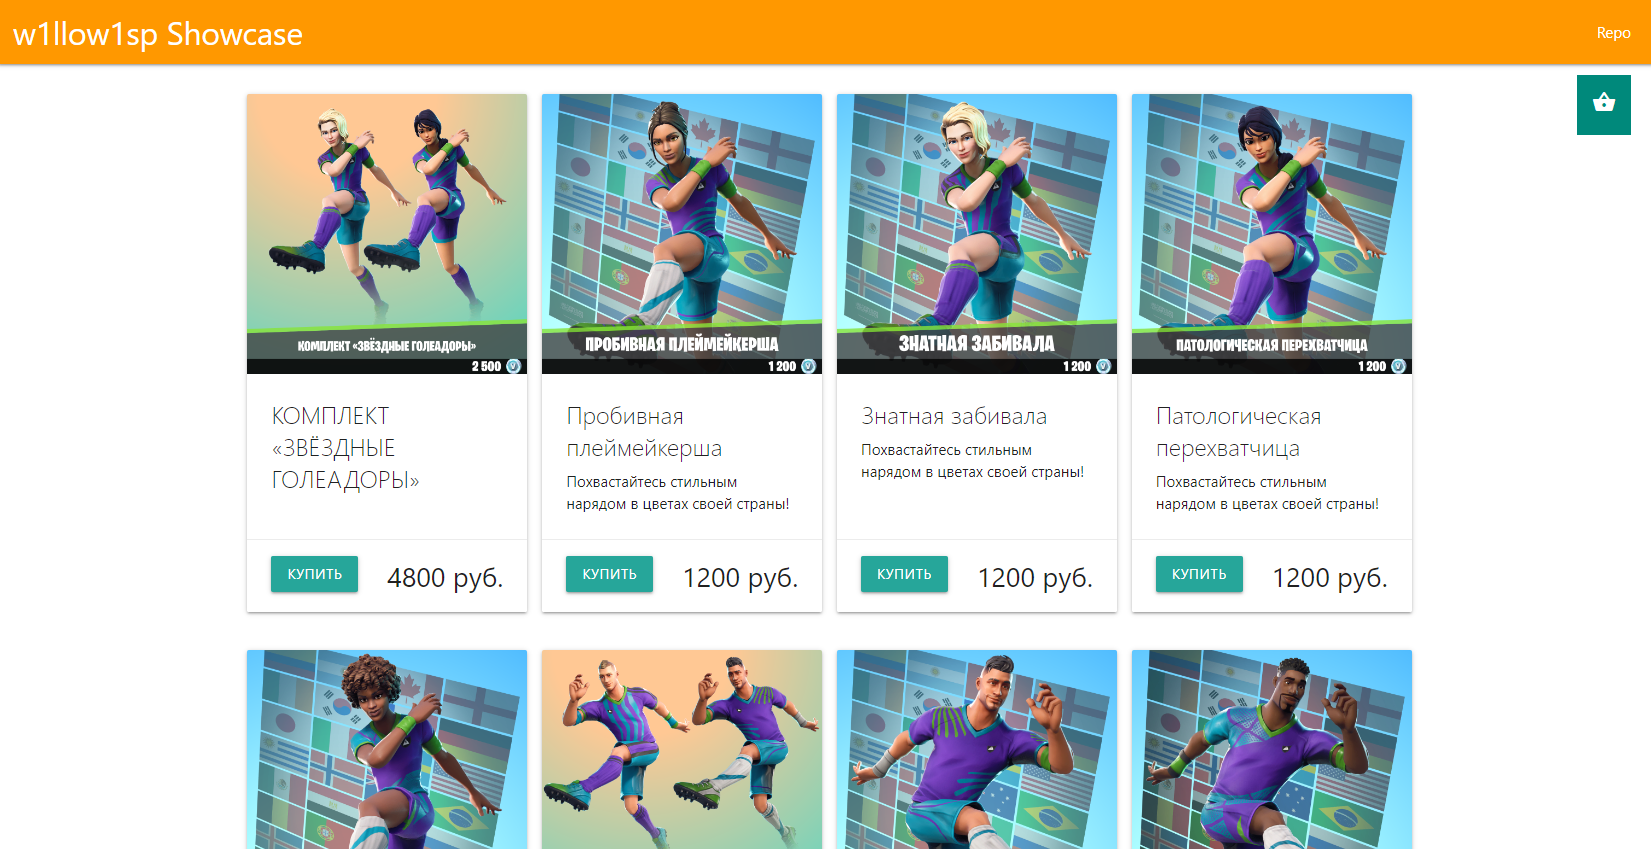 w1llow1sp Showcase
Repo
КОМПЛЕКТ «ЗВЁЗДНЫЕ ГОЛЕАДОРЫ»
2 500
КОМПЛЕКТ
«ЗВЁЗДНЫЕ
ГОЛЕАДОРЫ»
КУПИТЬ
4800 руб.
ПРОБИВНАЯ ПЛЕЙМЕЙКЕРША
1 200
Пробивная
плеймейкерша
Похвастайтесь стильным
нарядом в цветах своей страны!
КУПИТЬ
1200 руб.
ЗНАТНАЯ ЗАБИВАЛА
1 200
Знатная забивала
Похвастайтесь стильным
нарядом в цветах своей страны!
КУПИТЬ
1200 руб.
ПАТОЛОГИЧЕСКАЯ ПЕРЕХВАТЧИЦА
1 200
Патологическая
перехватчица
Похвастайтесь стильным
нарядом в цветах своей страны!
КУПИТЬ
1200 руб.